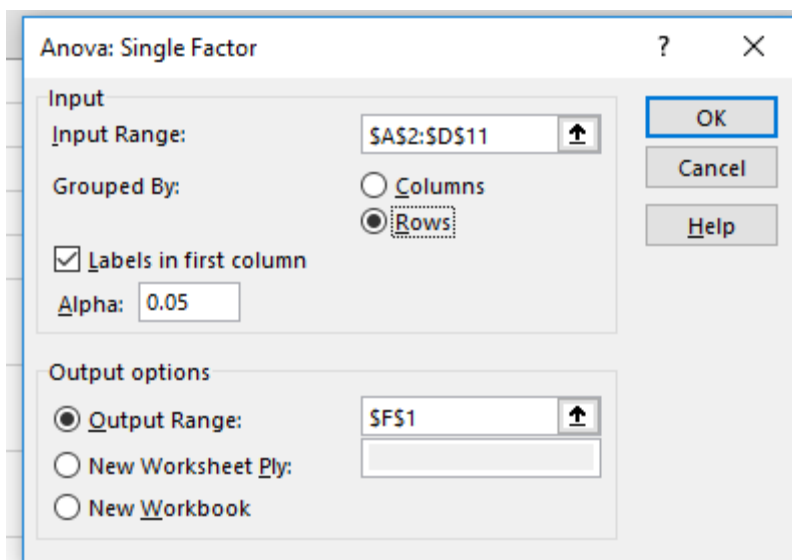 Anova: Single Factor ? ×
Input
Input Range: $A$2:$D$11
OK
Grouped By: Columns
Cancel
Rows
Help
Labels in first column
Alpha: 0.05
Output options
Output Range: $F$1
New Worksheet Ply:
New Workbook